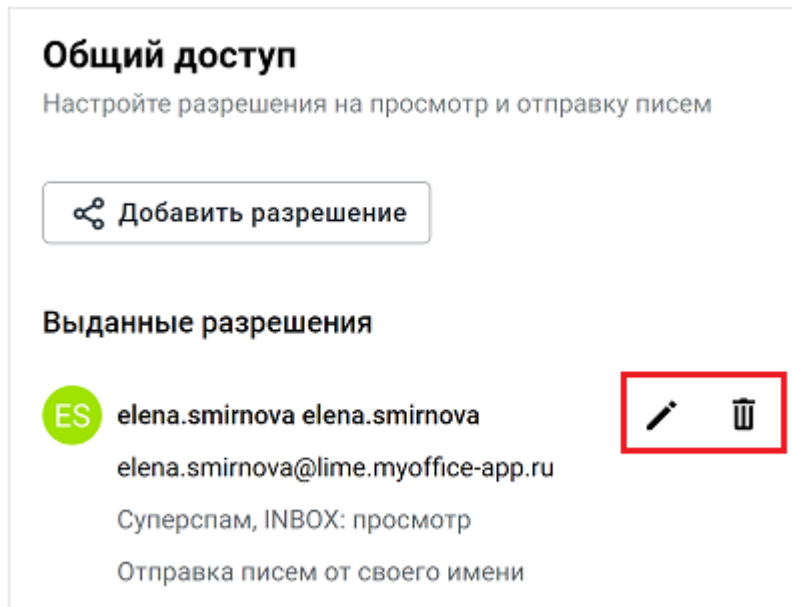 Общий доступ
Настройте разрешения на просмотр и отправку писем
Добавить разрешение
Выданные разрешения
ES elena.smirnova elena.smirnova
elena.smirnova@lime.myoffice-app.ru
Суперспам, INBOX: просмотр
Отправка писем от своего имени